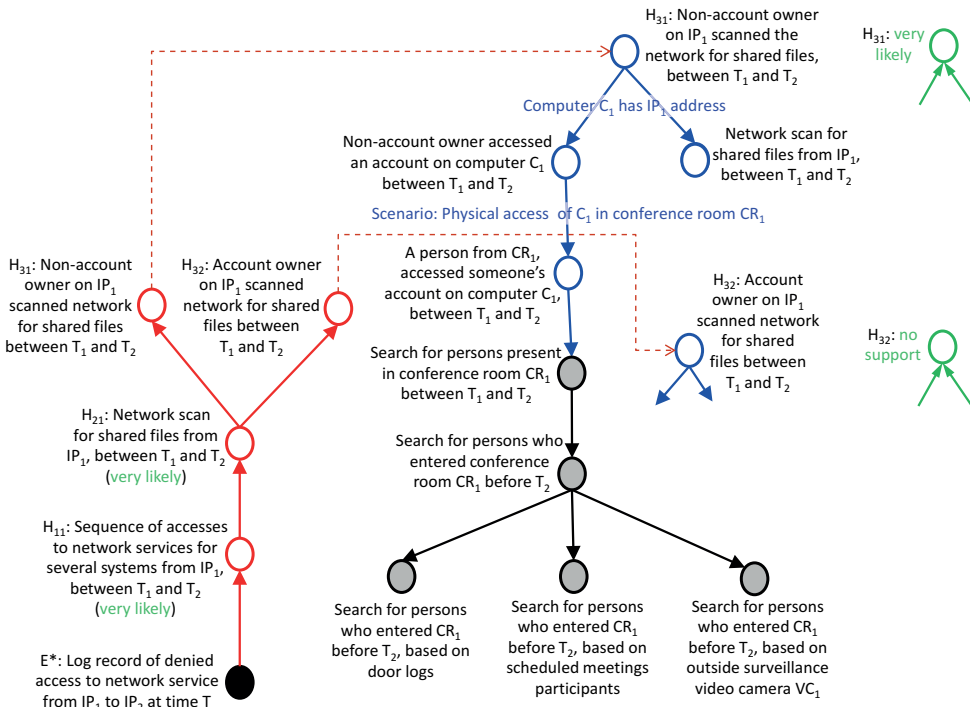 H31: Non-account owner
on IP1 scanned the
network for shared files,
between T1 and T2
H31: very
likely
Computer C1 has IP1 address
Non-account owner accessed
an account on computer C1
between T1 and T2
Network scan for
shared files from IP1,
between T1 and T2
Scenario: Physical access of C1 in conference room CR1
H31: Non-account
owner on IP1
scanned network
for shared files
between T1 and T2
H32: Account owner
on IP1 scanned
network for shared
files between
T1 and T2
A person from CR1,
accessed someone's
account on computer C1,
between T1 and T2
H32: Account
owner on IP1
scanned network
for shared
files between
T1 and T2
H32: no
support
Search for persons present
in conference room CR1
between T1 and T2
H21: Network scan
for shared files from
IP1, between T1 and T2
(very likely)
Search for persons who
entered conference
room CR1 before T2
H11: Sequence of accesses
to network services for
several systems from IP1,
between T1 and T2
(very likely)
Search for persons
who entered CR1
before T2, based on
door logs
Search for persons
who entered CR1
before T2, based on
scheduled meetings
participants
Search for persons
who entered CR1
before T2, based on
outside surveillance
video camera VC1
E*: Log record of denied
access to network service
from IP1 to IP2 at time T